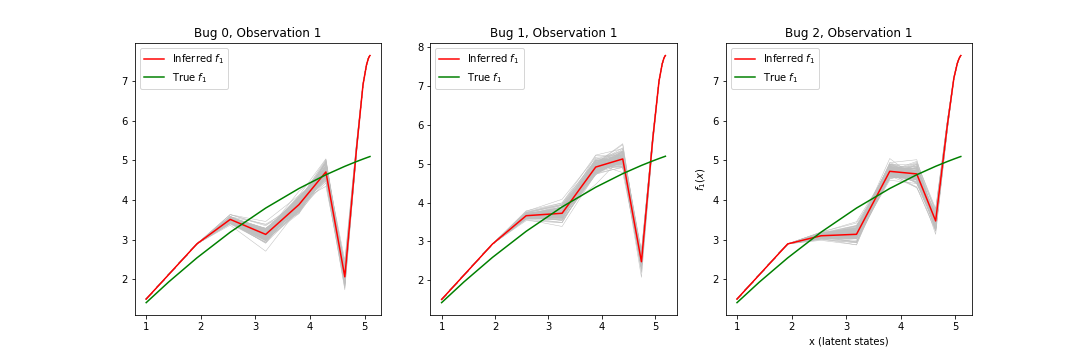 Bug 0, Observation 1
Inferred f₁
True f₁
7
6
5
4
3
2
1 2 3 4 5
Bug 1, Observation 1
Inferred f₁
True f₁
8
7
6
5
4
3
2
1 2 3 4 5
Bug 2, Observation 1
Inferred f₁
True f₁
f₁(x)
7
6
5
4
3
2
1 2 3 4 5
x (latent states)